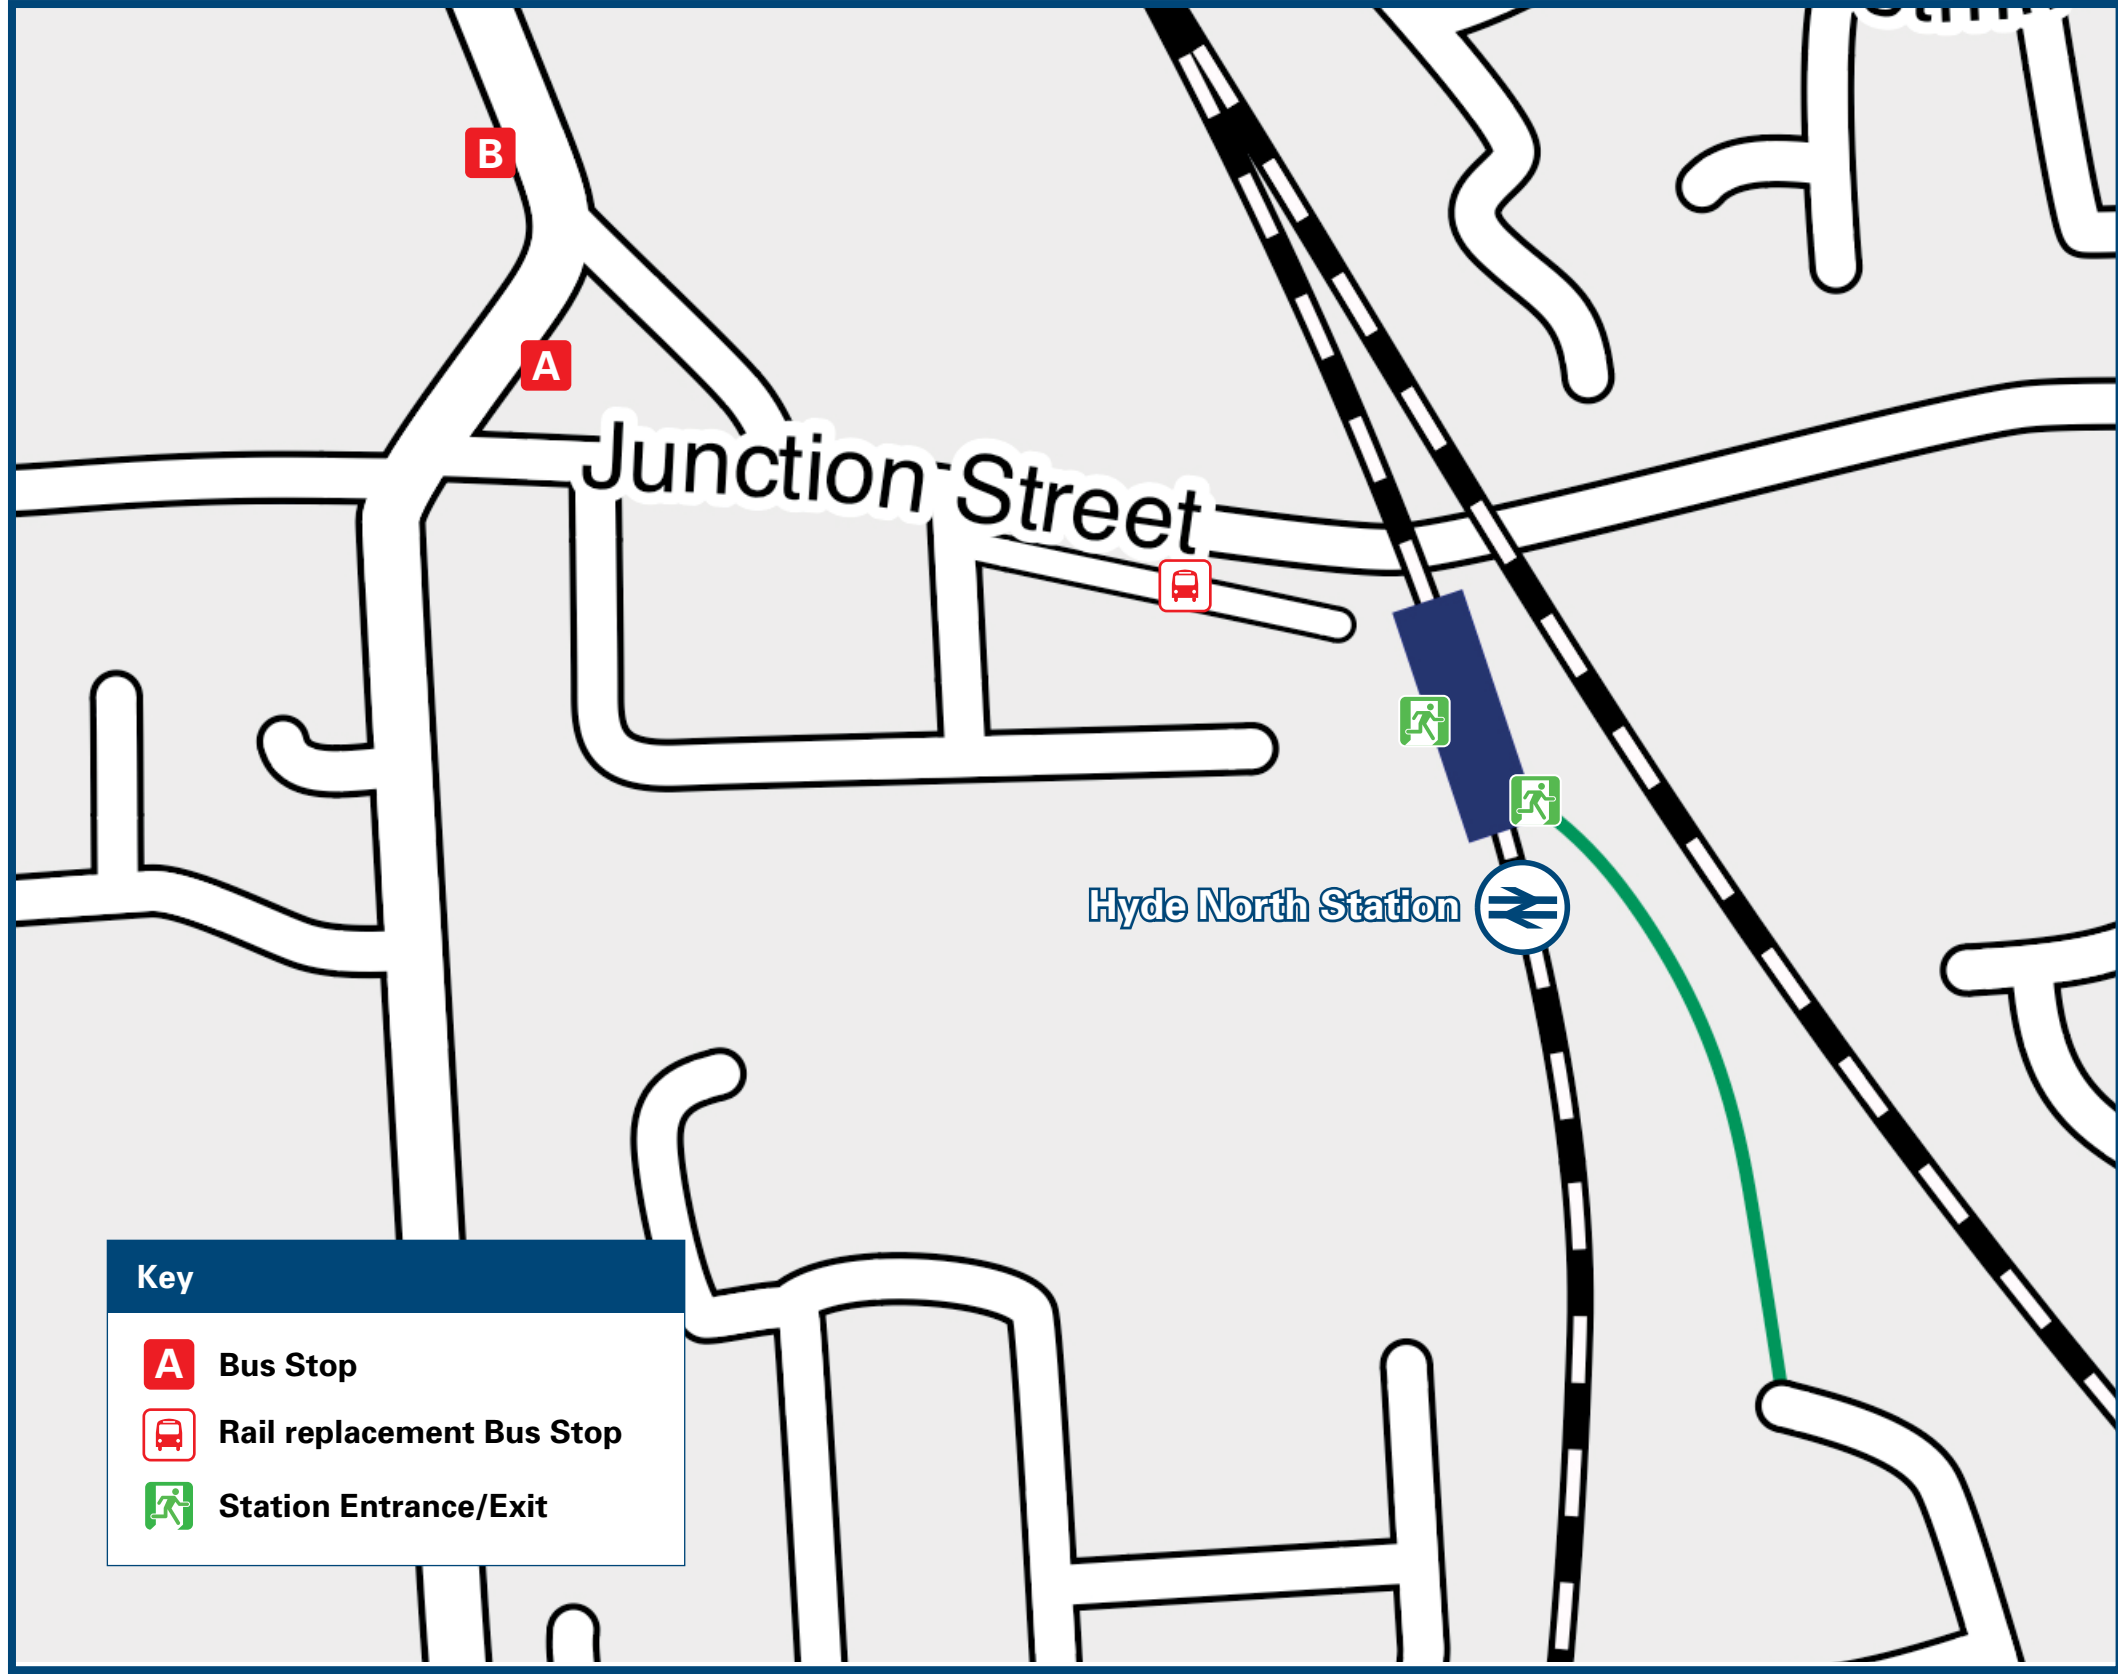 B
A
Junction Street
Hyde North Station
Key
A Bus Stop
Rail replacement Bus Stop
Station Entrance/Exit